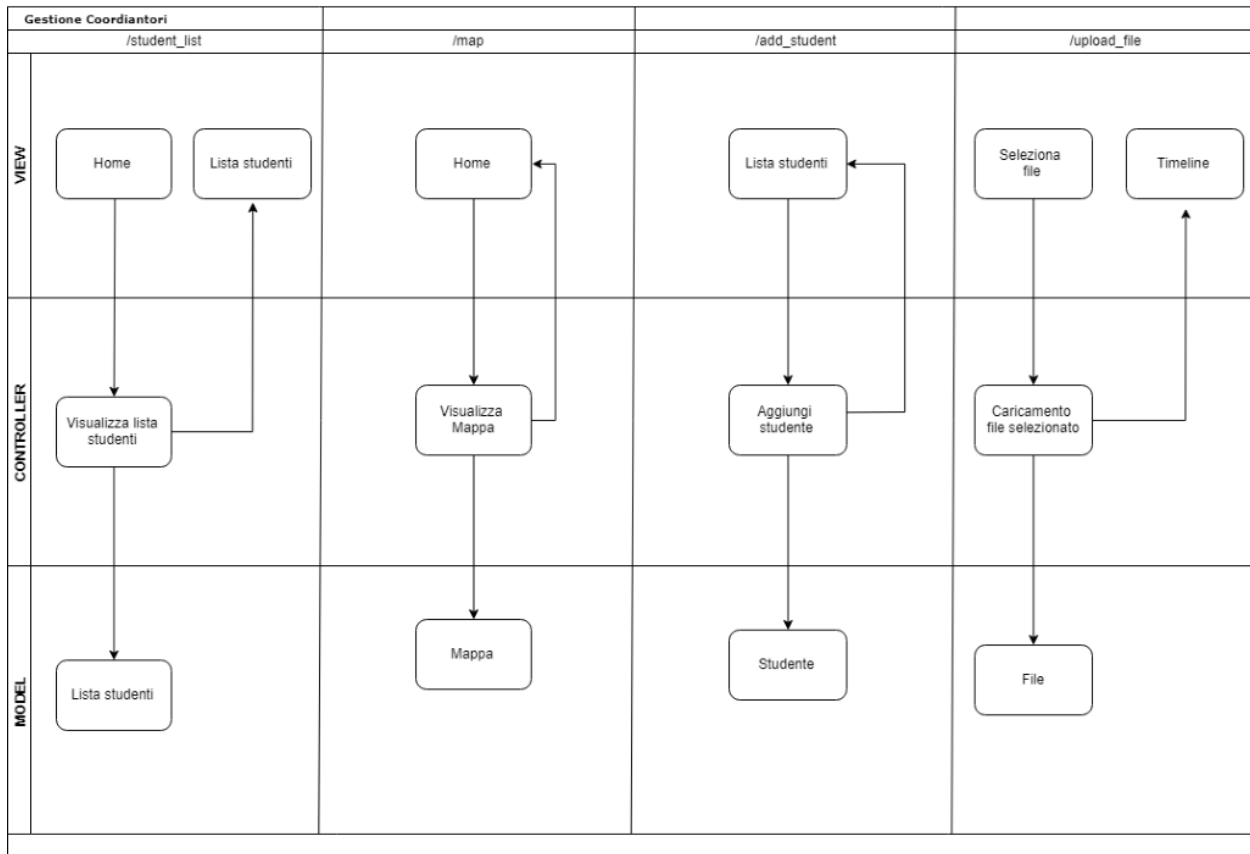 Gestione Coordiantori
/student_list
/map
/add_student
/upload_file
VIEW
Home
Lista studenti
Home
Lista studenti
Seleziona
file
Timeline
CONTROLLER
Visualizza lista
studenti
Visualizza
Mappa
Aggiungi
studente
Caricamento
file selezionato
MODEL
Lista studenti
Mappa
Studente
File